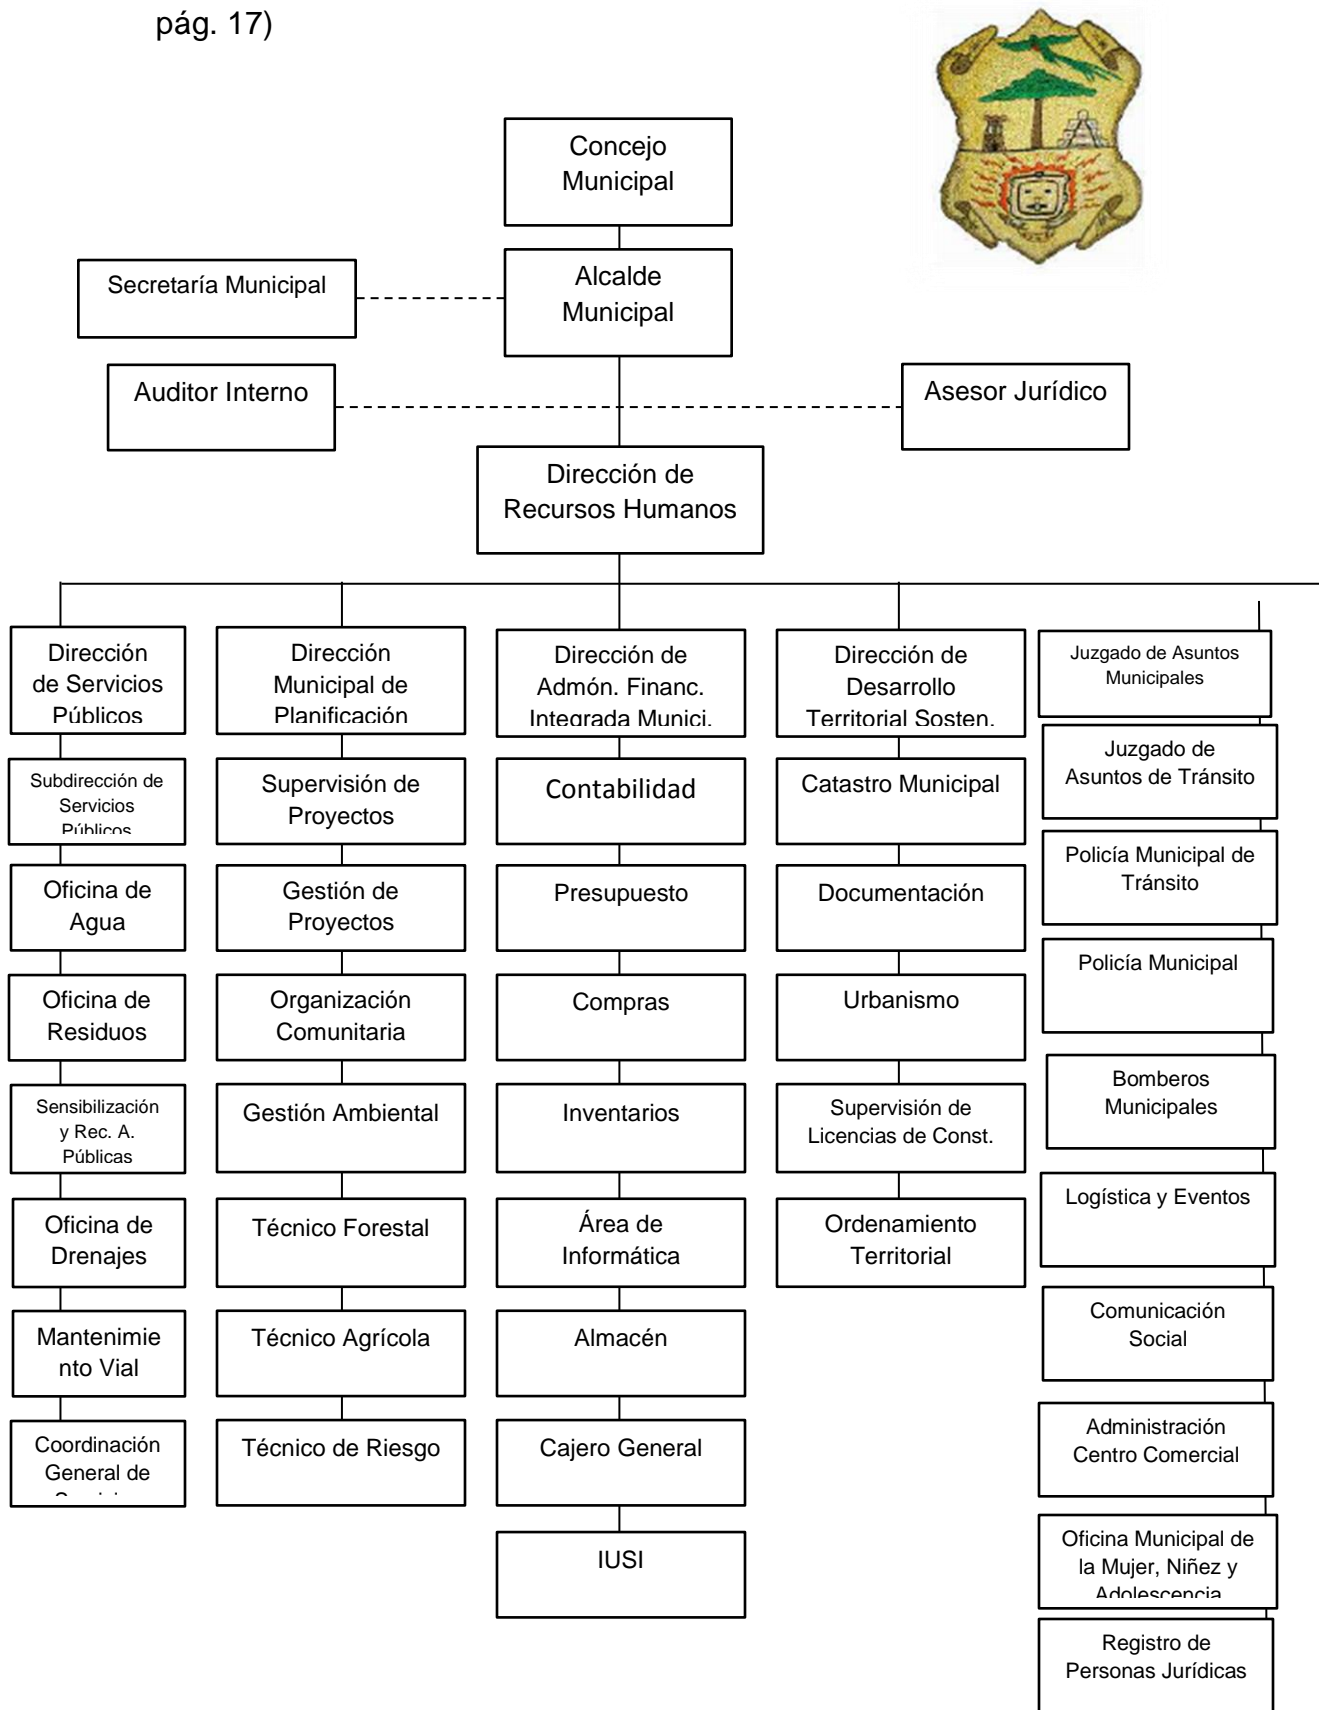 pág. 17)
Concejo
Municipal
Secretaría Municipal
Alcalde
Municipal
Auditor Interno
Asesor Jurídico
Dirección de
Recursos Humanos
Dirección
de Servicios
Públicos
Subdirección de
Servicios
Públicos
Oficina de
Agua
Oficina de
Residuos
Sensibilización
y Rec. A.
Públicas
Oficina de
Drenajes
Mantenimie
nto Vial
Coordinación
General de
Dirección
Municipal de
Planificación
Supervisión de
Proyectos
Gestión de
Proyectos
Organización
Comunitaria
Gestión Ambiental
Técnico Forestal
Técnico Agrícola
Técnico de Riesgo
Dirección de
Admón. Financ.
Integrada Munici.
Contabilidad
Presupuesto
Compras
Inventarios
Área de
Informática
Almacén
Cajero General
IUSI
Dirección de
Desarrollo
Territorial Sosten.
Catastro Municipal
Documentación
Urbanismo
Supervisión de
Licencias de Const.
Ordenamiento
Territorial
Juzgado de Asuntos
Municipales
Juzgado de
Asuntos de Tránsito
Policía Municipal de
Tránsito
Policía Municipal
Bomberos
Municipales
Logística y Eventos
Comunicación
Social
Administración
Centro Comercial
Oficina Municipal de
la Mujer, Niñez y
Adolescencia
Registro de
Personas Jurídicas